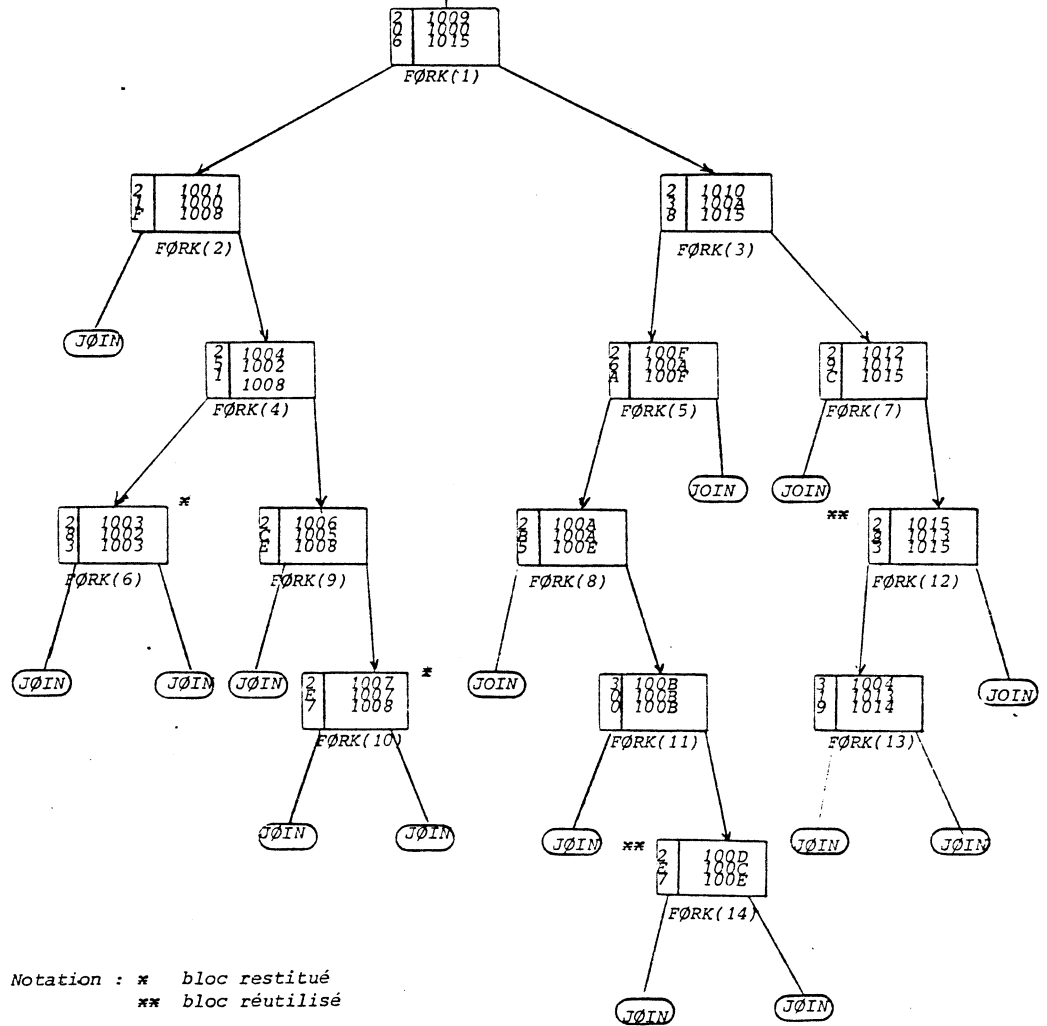 2 1009
0 1000
6 1015
FØRK(1)
2 1001
1 1000
F 1008
FØRK(2)
2 1010
3 100A
8 1015
FØRK(3)
JØIN
2 1004
5 1002
1 1008
FØRK(4)
2 100F
6 100A
A 100F
FØRK(5)
2 1012
9 1011
C 1015
FØRK(7)
JOIN
JOIN
*
2 1003
8 1002
3 1003
FØRK(6)
2 1006
C 1005
E 1008
FØRK(9)
2 100A
B 100A
5 100E
FØRK(8)
**
2 1015
8 1013
3 1015
FØRK(12)
JØIN
JØIN
JØIN
*
2 1007
E 1007
7 1008
FØRK(10)
JOIN
3 100B
0 100B
0 100B
FØRK(11)
3 1004
1 1013
9 1014
FØRK(13)
JOIN
JØIN
JØIN
JØIN
**
2 100D
E 100C
7 100E
FØRK(14)
JØIN
JØIN
JØIN
JØIN
Notation : * bloc restitué
** bloc réutilisé